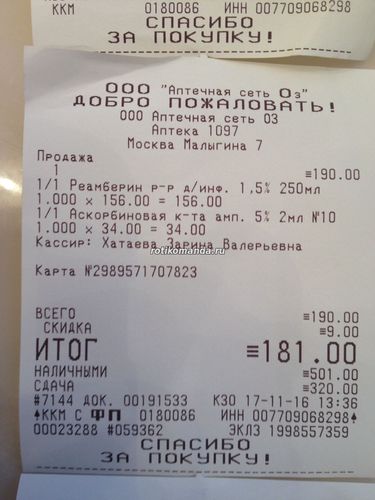 ККМ 0180086 ИНН 007709068298
СПАСИБО
ЗА ПОКУПКУ!
ООО "Аптечная сеть Оз"
ДОБРО ПОЖАЛОВАТЬ!
ООО Аптечная сеть ОЗ
Аптека 1097
Москва Малыгина 7
Продажа
1 ≡190.00
1/1 Реамберин р-р д/инф. 1,5% 250мл
1.000 x 156.00 = 156.00
1/1 Аскорбиновая к-та амп. 5% 2мл №10
1.000 x 34.00 = 34.00
Кассир: Хатаева Зарина Валерьевна
rotikomanda.ru
Карта №2989571707823
ВСЕГО ≡190.00
СКИДКА ≡9.00
ИТОГ ≡181.00
НАЛИЧНЫМИ ≡501.00
СДАЧА ≡320.00
#7144 ДОК. 00191533 К30 17-11-16 13:36
▲ККМ С ФП 0180086 ИНН 007709068298▲
00023288 #059362 ЭКЛЗ 1998557359
СПАСИБО
ЗА ПОКУПКУ!